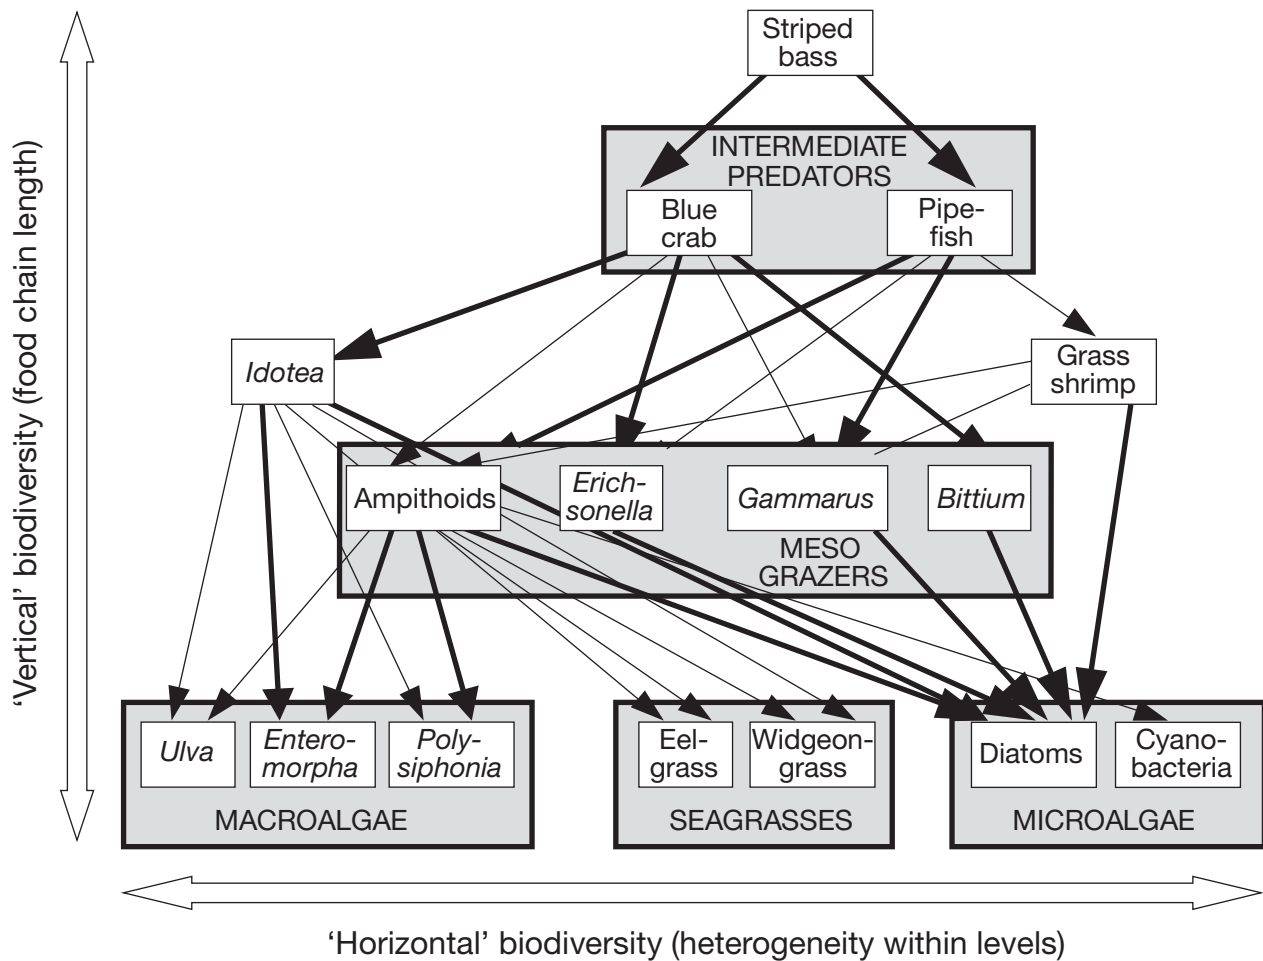 Striped
bass
INTERMEDIATE
PREDATORS
Blue
crab
Pipe-
fish
Idotea
Grass
shrimp
Ampithoids
Erich-
sonella
Gammarus
Bittium
MESO
GRAZERS
Ulva
Entero-
morpha
Poly-
siphonia
MACROALGAE
Eel-
grass
Widgeon-
grass
SEAGRASSES
Diatoms
Cyano-
bacteria
MICROALGAE
‘Vertical’ biodiversity (food chain length)
‘Horizontal’ biodiversity (heterogeneity within levels)